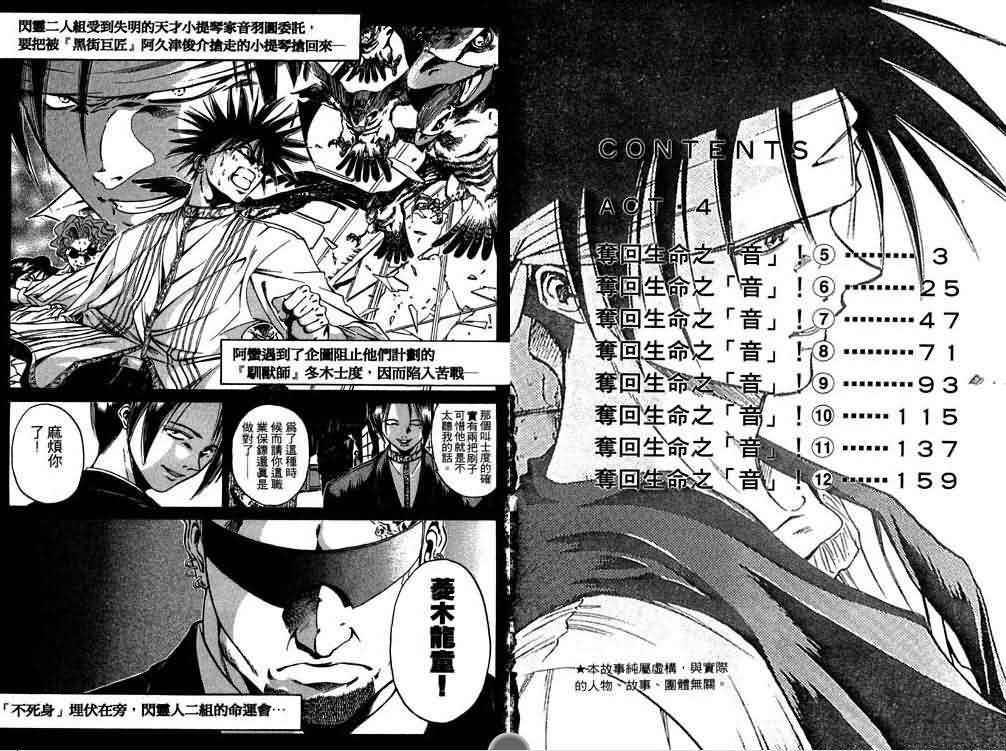 CONTENTS
ACT・4
奪回生命之「音」！⑤………3
奪回生命之「音」！⑥………25
奪回生命之「音」！⑦………47
奪回生命之「音」！⑧………71
奪回生命之「音」！⑨………93
奪回生命之「音」！⑩………115
奪回生命之「音」！⑪………137
奪回生命之「音」！⑫………159
★本故事純屬虛構，與實際
的人物、故事、團體無關。
閃靈二人組受到失明的天才小提琴家音羽圓委託，
要把被『黑街巨匠』阿久津俊介搶走的小提琴搶回來─
阿蠻遇到了企圖阻止他們計劃的
『馴獸師』冬木士度，因而陷入苦戰─
那個叫士度的確
實有兩把刷子
可惜他就是不
太聽我的話。
為了這種時
候而請你這職
業保鏢還真是
做對了─
麻煩你
了！
菱木龍童！
「不死身」埋伏在旁，閃靈人二組的命運會…